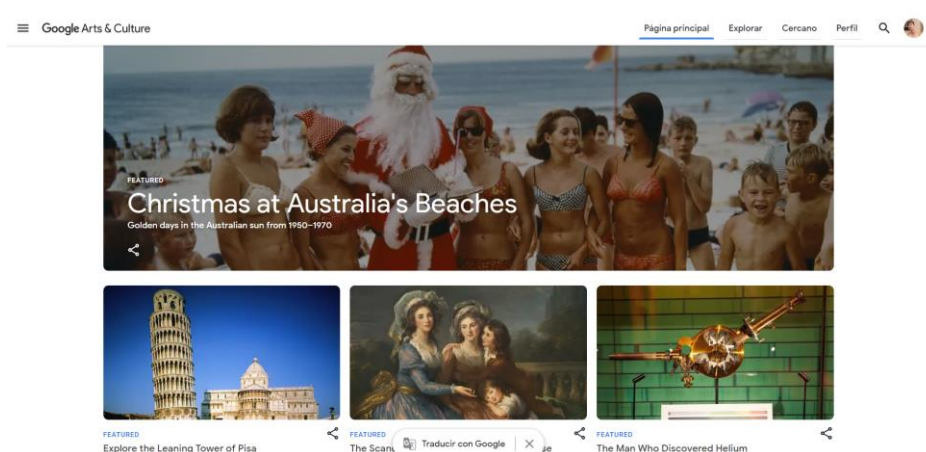 Google Arts & Culture
Página principal Explorar Cercano Perfil
FEATURED
Christmas at Australia's Beaches
Golden days in the Australian sun from 1950–1970
FEATURED
Explore the Leaning Tower of Pisa
FEATURED
The
Traducir con Google
FEATURED
The Man Who Discovered Helium